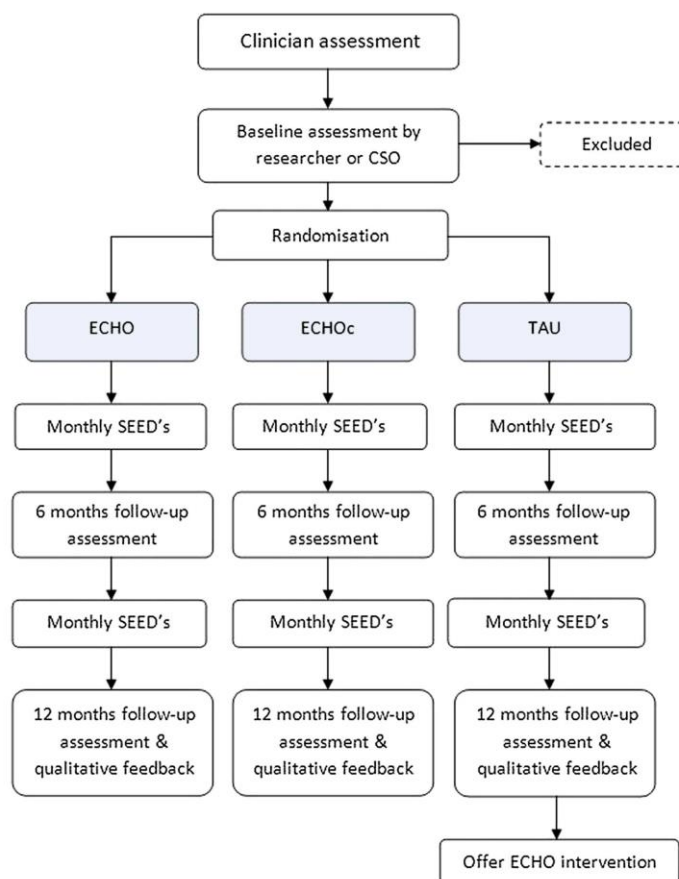 Clinician assessment
Baseline assessment by
researcher or CSO
Excluded
Randomisation
ECHO
ECHOc
TAU
Monthly SEED's
Monthly SEED's
Monthly SEED's
6 months follow-up
assessment
6 months follow-up
assessment
6 months follow-up
assessment
Monthly SEED's
Monthly SEED's
Monthly SEED's
12 months follow-up
assessment &
qualitative feedback
12 months follow-up
assessment &
qualitative feedback
12 months follow-up
assessment &
qualitative feedback
Offer ECHO intervention